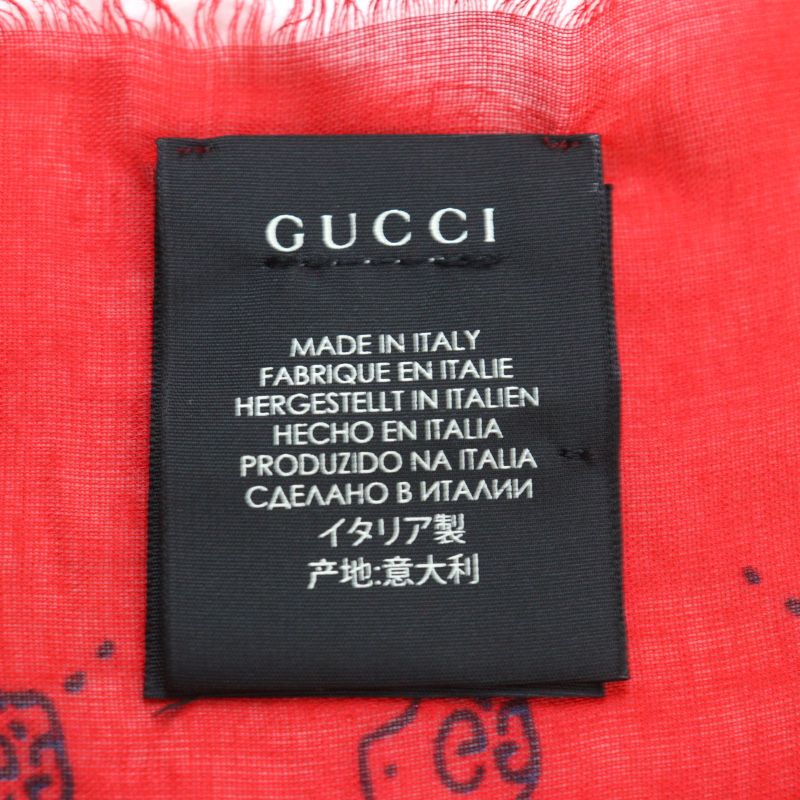 GUCCI
MADE IN ITALY
FABRIQUE EN ITALIE
HERGESTELLT IN ITALIEN
HECHO EN ITALIA
PRODUZIDO NA ITALIA
СДЕЛАНО В ИТАЛИИ
イタリア製
产地:意大利